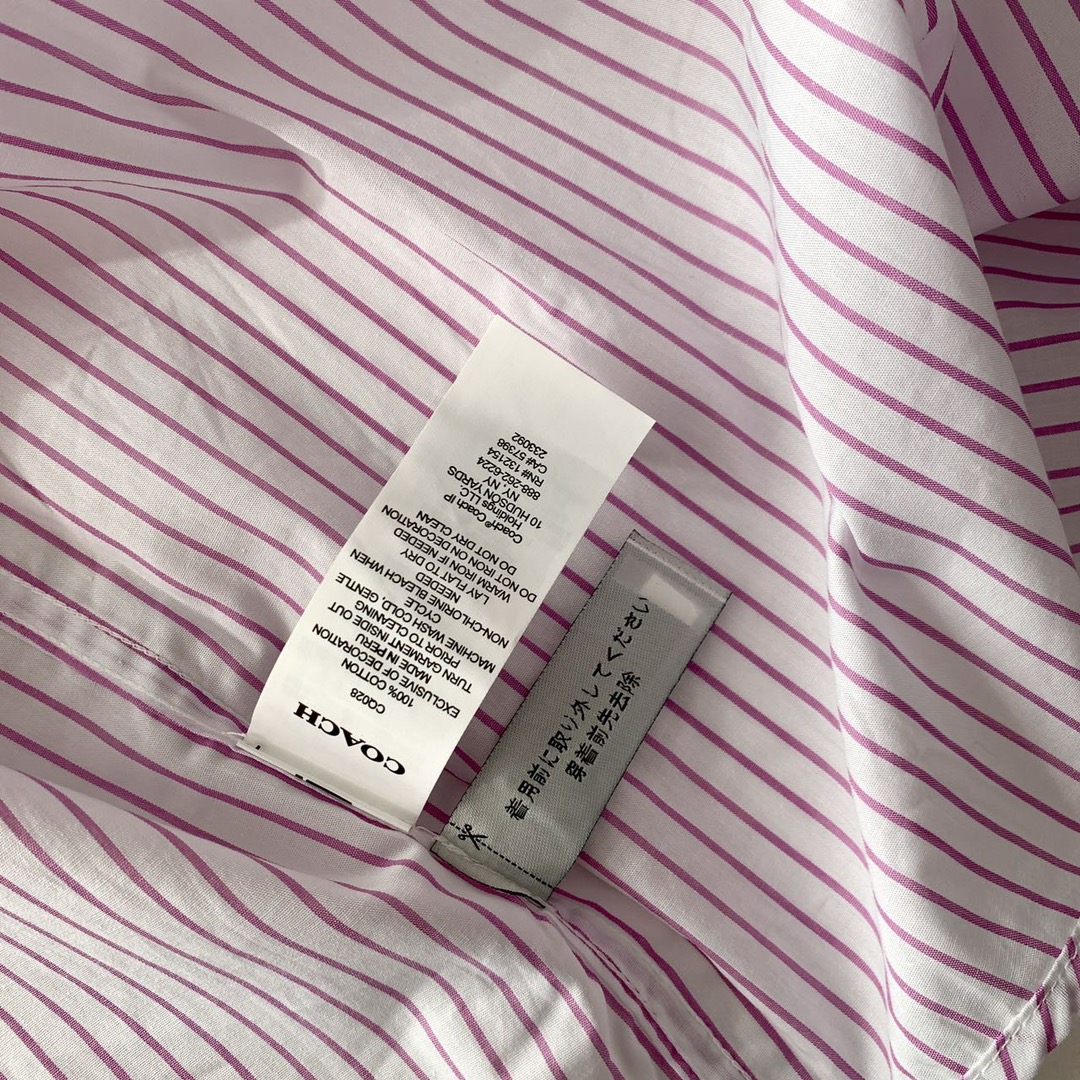 COACH
CQ028
100% COTTON
EXCLUSIVE OF DECORATION
MADE IN PERU
TURN GARMENT INSIDE OUT
PRIOR TO CLEANING
MACHINE WASH COLD, GENTLE
CYCLE
NON-CHLORINE BLEACH WHEN
NEEDED
LAY FLAT TO DRY
WARM IRON IF NEEDED
DO NOT IRON ON DECORATION
DO NOT DRY CLEAN
Coach® Coach IP
Holdings LLC
10 HUDSON YARDS
NY, NY
888-262-6224
RN# 132154
CA# 57398
233092
着用前に取り外してください
穿着前先去除